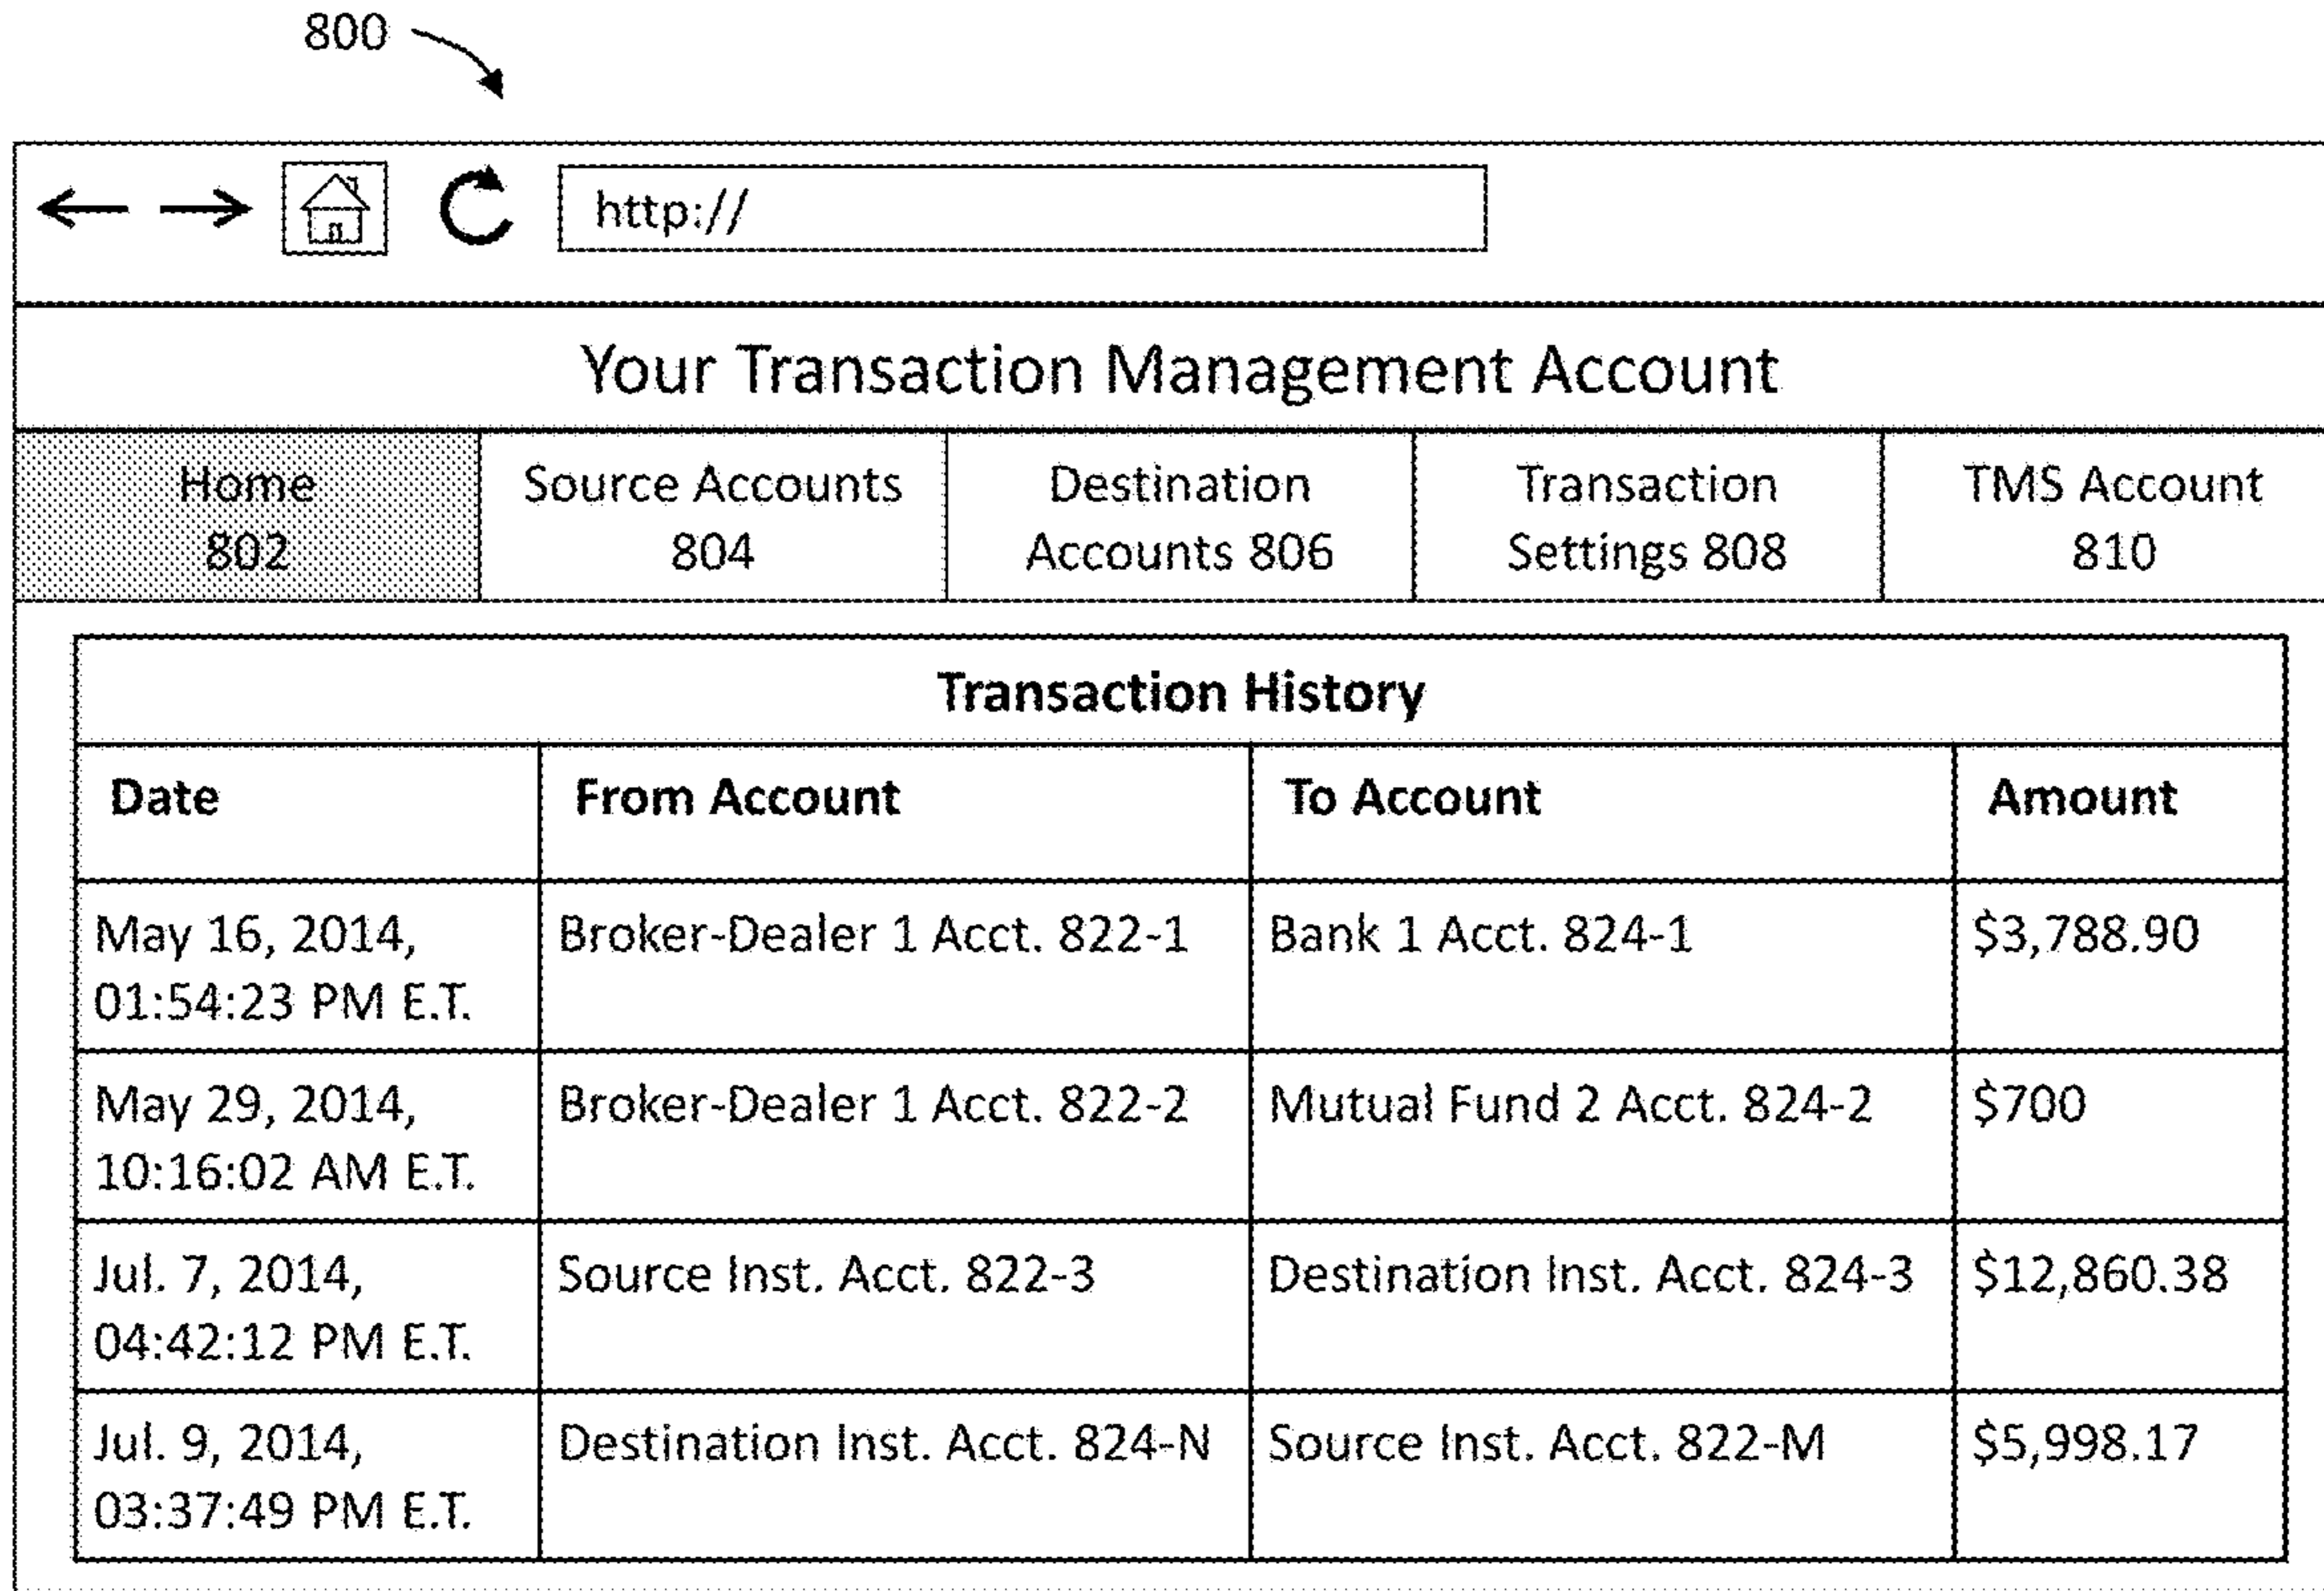 800
http://
Your Transaction Management Account
Home
802
Source Accounts
804
Destination
Accounts 806
Transaction
Settings 808
TMS Account
810
Transaction History
Date
From Account
To Account
Amount
May 16, 2014,
01:54:23 PM E.T.
Broker-Dealer 1 Acct. 822-1
Bank 1 Acct. 824-1
$3,788.90
May 29, 2014,
10:16:02 AM E.T.
Broker-Dealer 1 Acct. 822-2
Mutual Fund 2 Acct. 824-2
$700
Jul. 7, 2014,
04:42:12 PM E.T.
Source Inst. Acct. 822-3
Destination Inst. Acct. 824-3
$12,860.38
Jul. 9, 2014,
03:37:49 PM E.T.
Destination Inst. Acct. 824-N
Source Inst. Acct. 822-M
$5,998.17